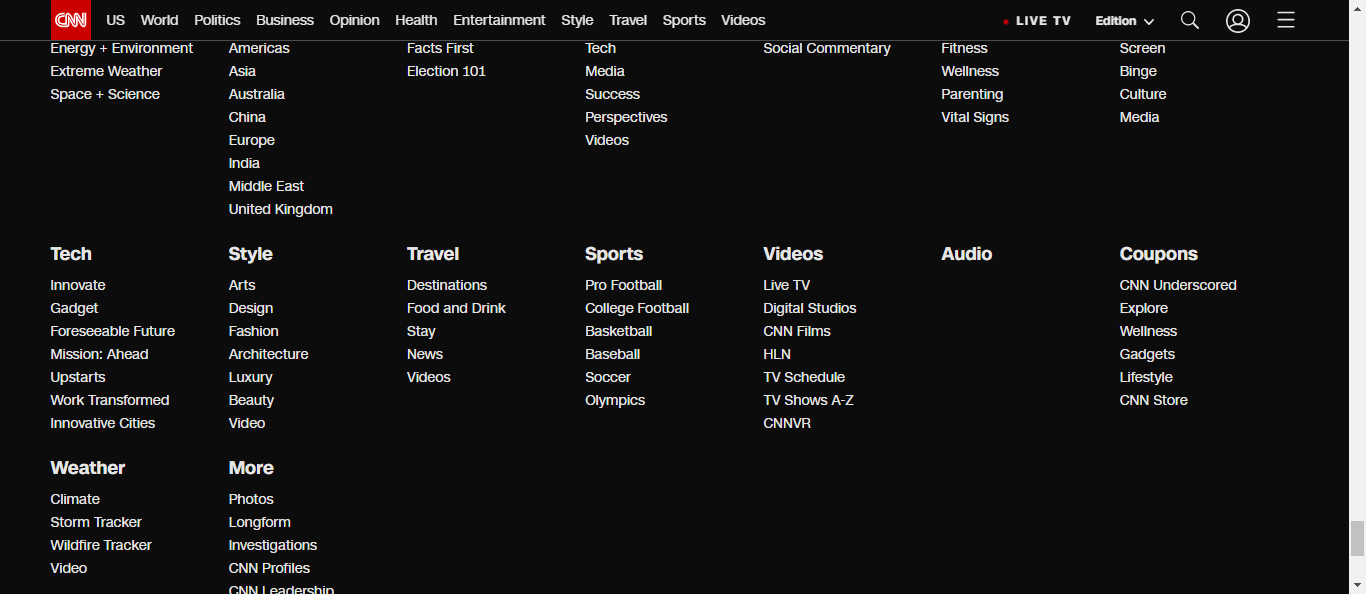 CNN US World Politics Business Opinion Health Entertainment Style Travel Sports Videos LIVE TV Edition
Energy + Environment
Extreme Weather
Space + Science
Americas
Asia
Australia
China
Europe
India
Middle East
United Kingdom
Facts First
Election 101
Tech
Media
Success
Perspectives
Videos
Social Commentary
Fitness
Wellness
Parenting
Vital Signs
Screen
Binge
Culture
Media
Tech
Innovate
Gadget
Foreseeable Future
Mission: Ahead
Upstarts
Work Transformed
Innovative Cities
Style
Arts
Design
Fashion
Architecture
Luxury
Beauty
Video
Travel
Destinations
Food and Drink
Stay
News
Videos
Sports
Pro Football
College Football
Basketball
Baseball
Soccer
Olympics
Videos
Live TV
Digital Studios
CNN Films
HLN
TV Schedule
TV Shows A-Z
CNNVR
Audio
Coupons
CNN Underscored
Explore
Wellness
Gadgets
Lifestyle
CNN Store
Weather
Climate
Storm Tracker
Wildfire Tracker
Video
More
Photos
Longform
Investigations
CNN Profiles
CNN Leadership